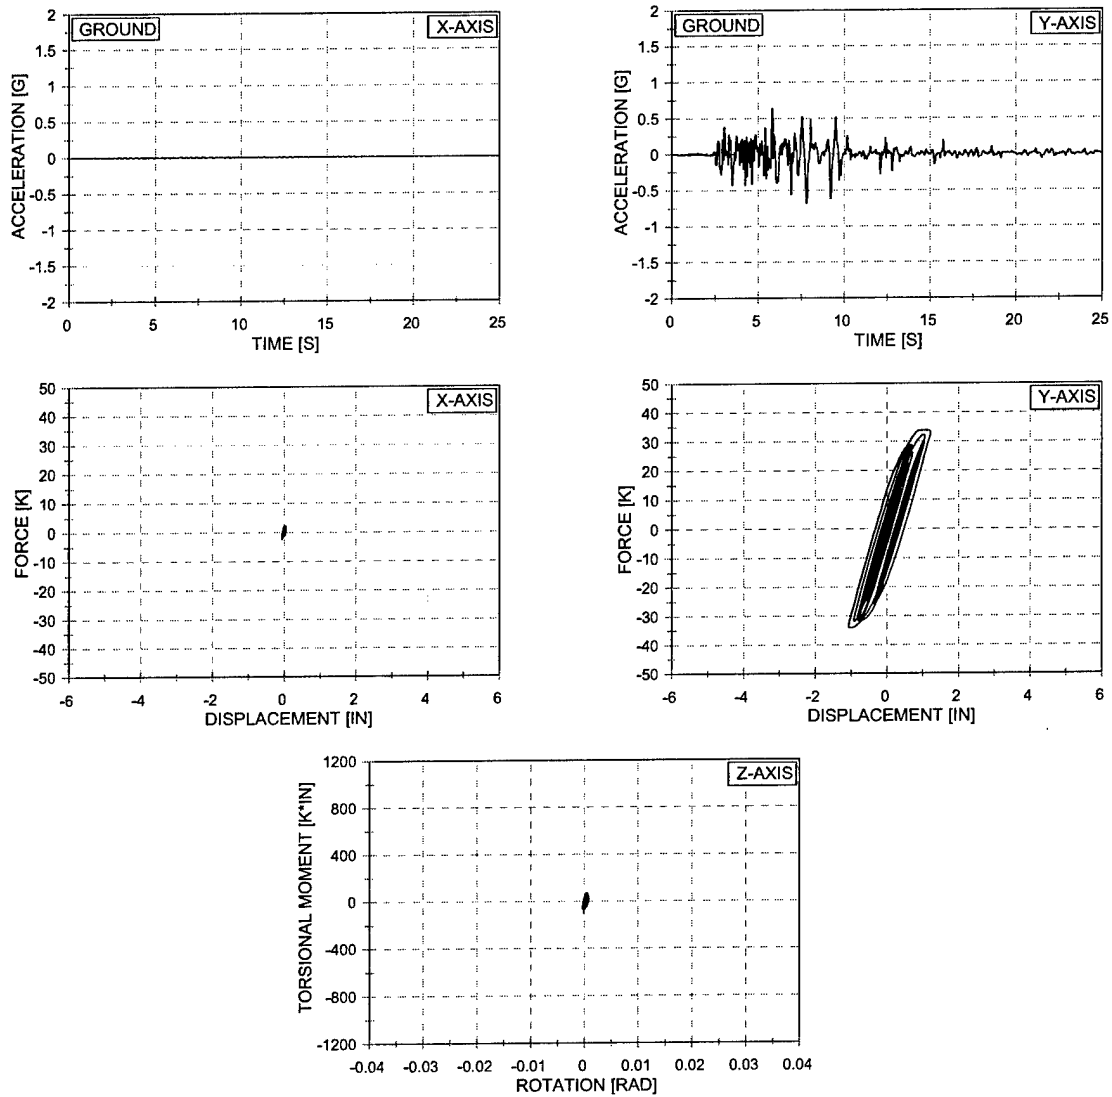 GROUND X-AXIS
2
1.5
1
0.5
0
-0.5
-1
-1.5
-2
ACCELERATION [G]
0 5 10 15 20 25
TIME [S]
GROUND Y-AXIS
2
1.5
1
0.5
0
-0.5
-1
-1.5
-2
ACCELERATION [G]
0 5 10 15 20 25
TIME [S]
X-AXIS
50
40
30
20
10
0
-10
-20
-30
-40
-50
FORCE [K]
-6 -4 -2 0 2 4 6
DISPLACEMENT [IN]
Y-AXIS
50
40
30
20
10
0
-10
-20
-30
-40
-50
FORCE [K]
-6 -4 -2 0 2 4 6
DISPLACEMENT [IN]
Z-AXIS
1200
800
400
0
-400
-800
-1200
TORSIONAL MOMENT [K*IN]
-0.04 -0.03 -0.02 -0.01 0 0.01 0.02 0.03 0.04
ROTATION [RAD]